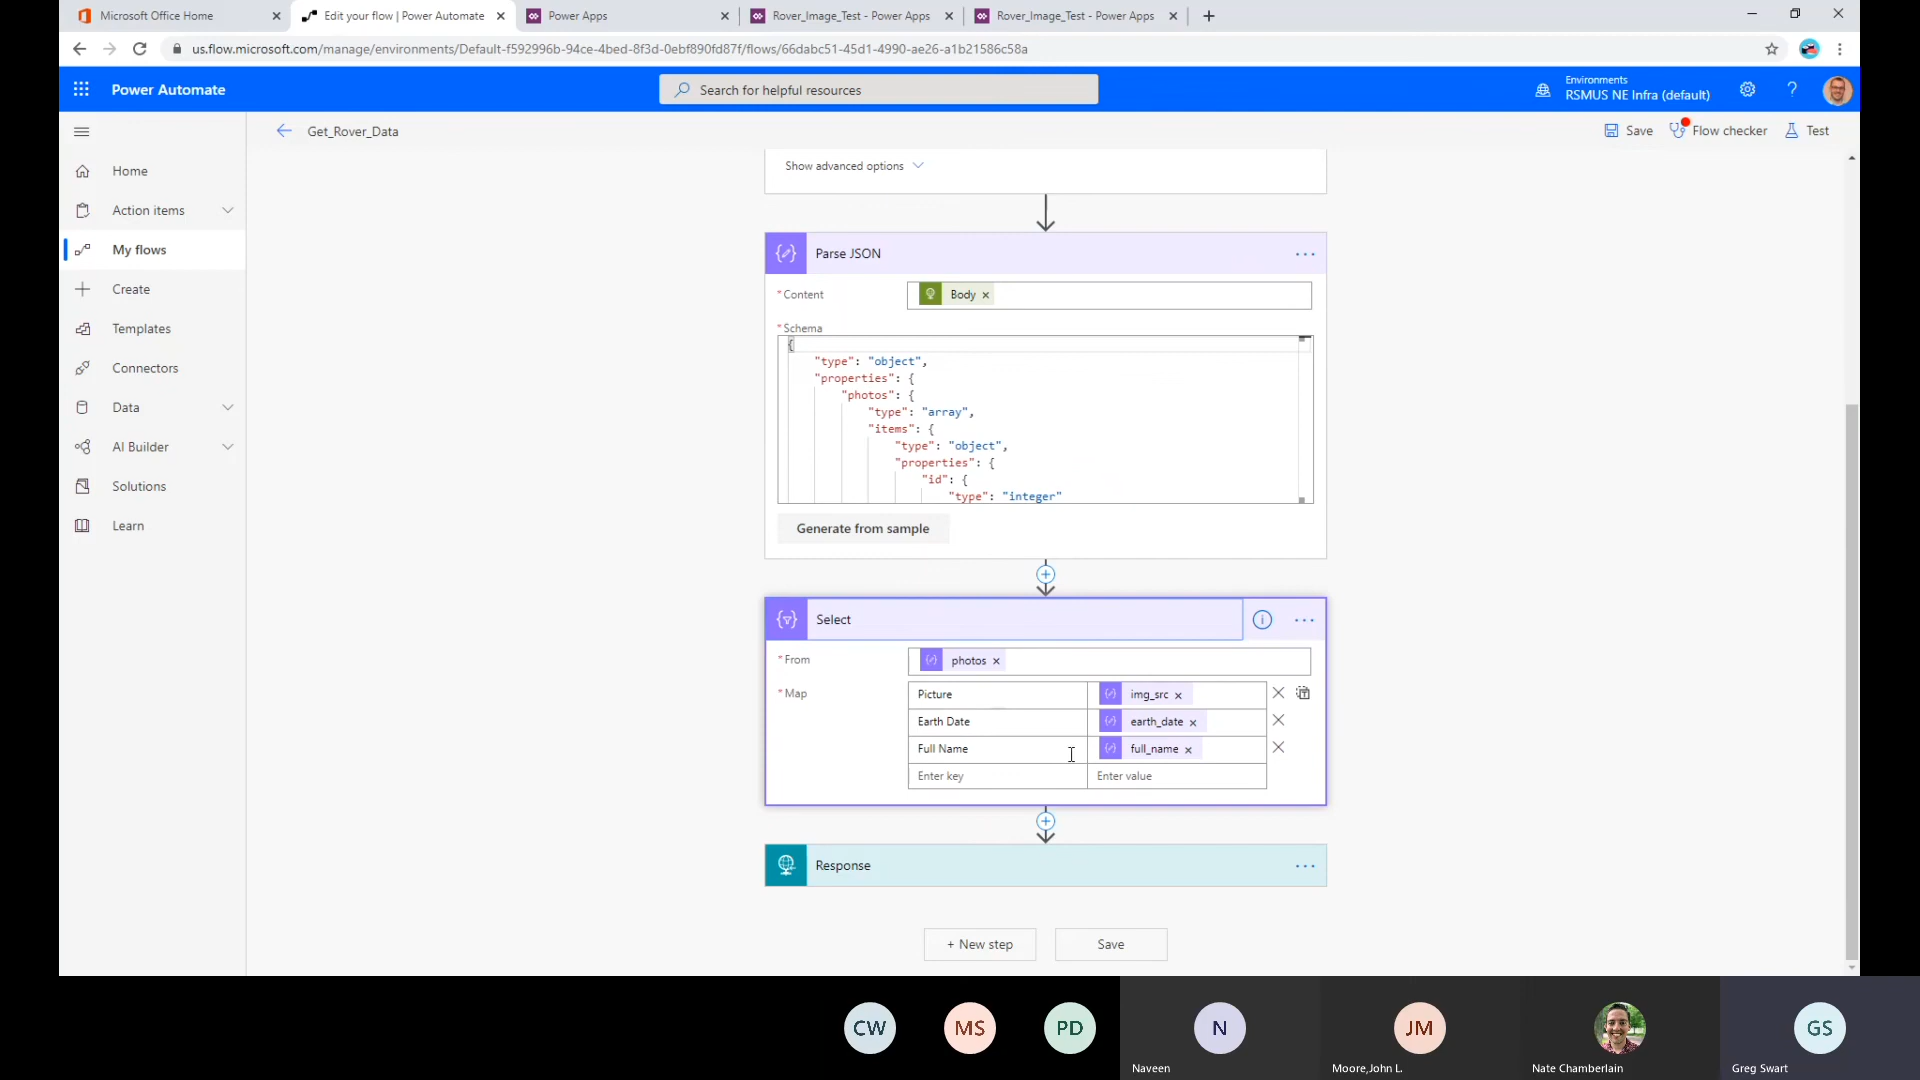 Microsoft Office Home
Edit your flow | Power Automate
Power Apps
Rover_Image_Test - Power Apps
Rover_Image_Test - Power Apps
us.flow.microsoft.com/manage/environments/Default-f592996b-94ce-4bed-8f3d-0ebf890fd87f/flows/66dabc51-45d1-4990-ae26-a1b21586c58a
Power Automate
Search for helpful resources
Environments
RSMUS NE Infra (default)
Get_Rover_Data
Save
Flow checker
Test
Home
Action items
My flows
Create
Templates
Connectors
Data
AI Builder
Solutions
Learn
Show advanced options
Parse JSON
* Content
Body
* Schema
{
"type": "object",
"properties": {
"photos": {
"type": "array",
"items": {
"type": "object",
"properties": {
"id": {
"type": "integer"
Generate from sample
Select
* From
photos
* Map
Picture
img_src
Earth Date
earth_date
Full Name
full_name
Enter key
Enter value
Response
+ New step
Save
CW
MS
PD
N
JM
GS
Naveen
Moore,John L.
Nate Chamberlain
Greg Swart